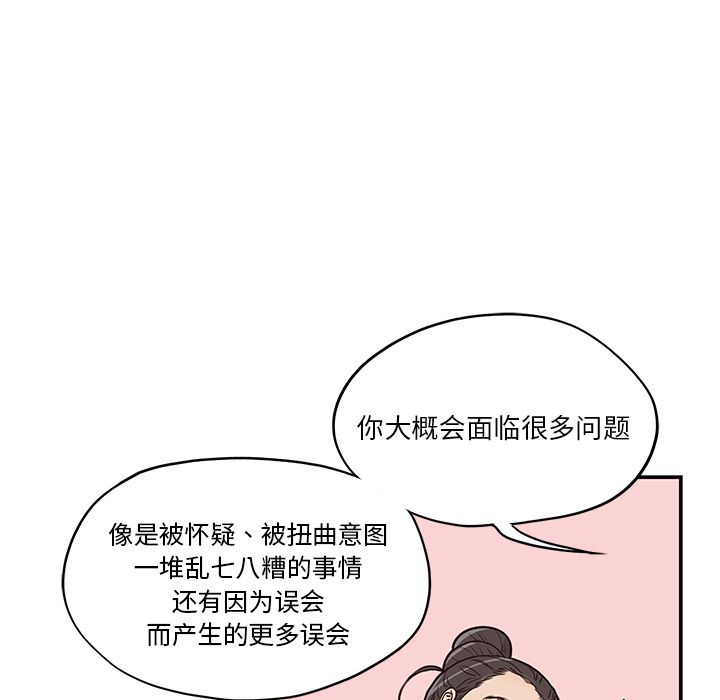 你大概会面临很多问题
像是被怀疑、被扭曲意图
一堆乱七八糟的事情
还有因为误会
而产生的更多误会